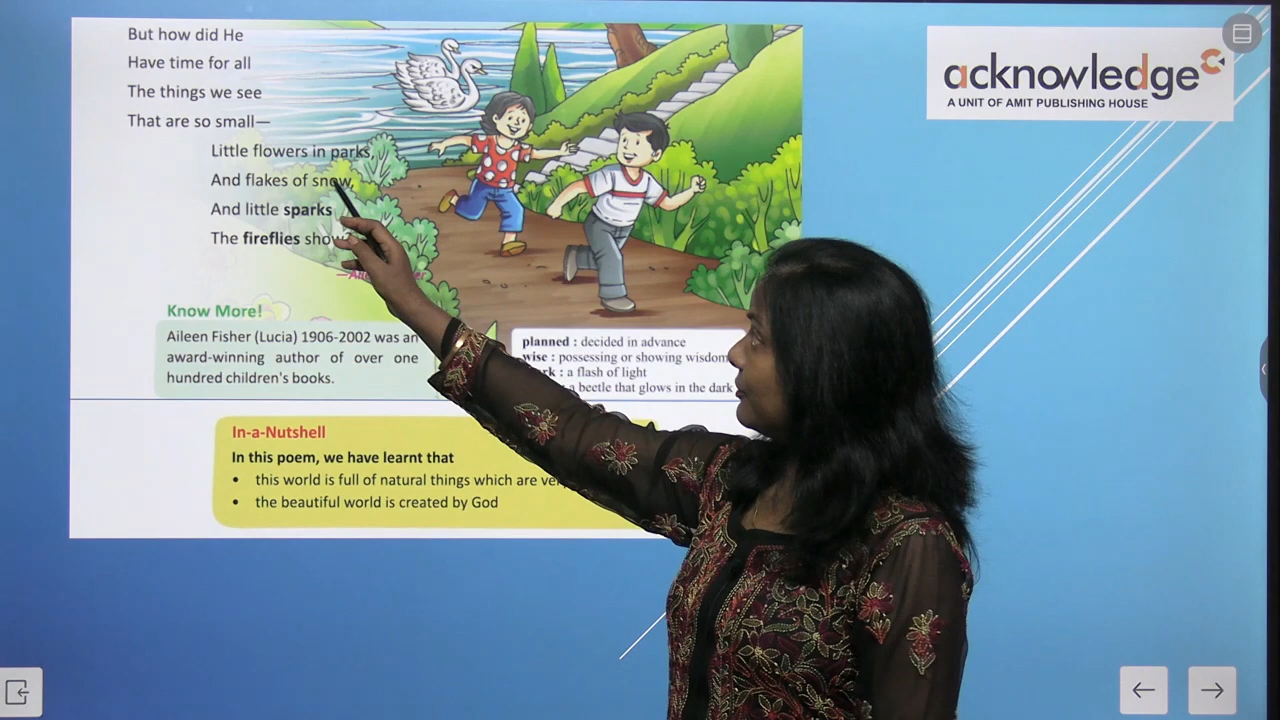 But how did He
Have time for all
The things we see
That are so small—
Little flowers in parks,
And flakes of snow,
And little sparks
The fireflies show?
Know More!
Aileen Fisher (Lucia) 1906-2002 was an
award-winning author of over one
hundred children's books.
planned : decided in advance
wise : possessing or showing wisdom
: a flash of light
: a beetle that glows in the dark
In-a-Nutshell
In this poem, we have learnt that
• this world is full of natural things which are
• the beautiful world is created by God
acknowledge
A UNIT OF AMIT PUBLISHING HOUSE